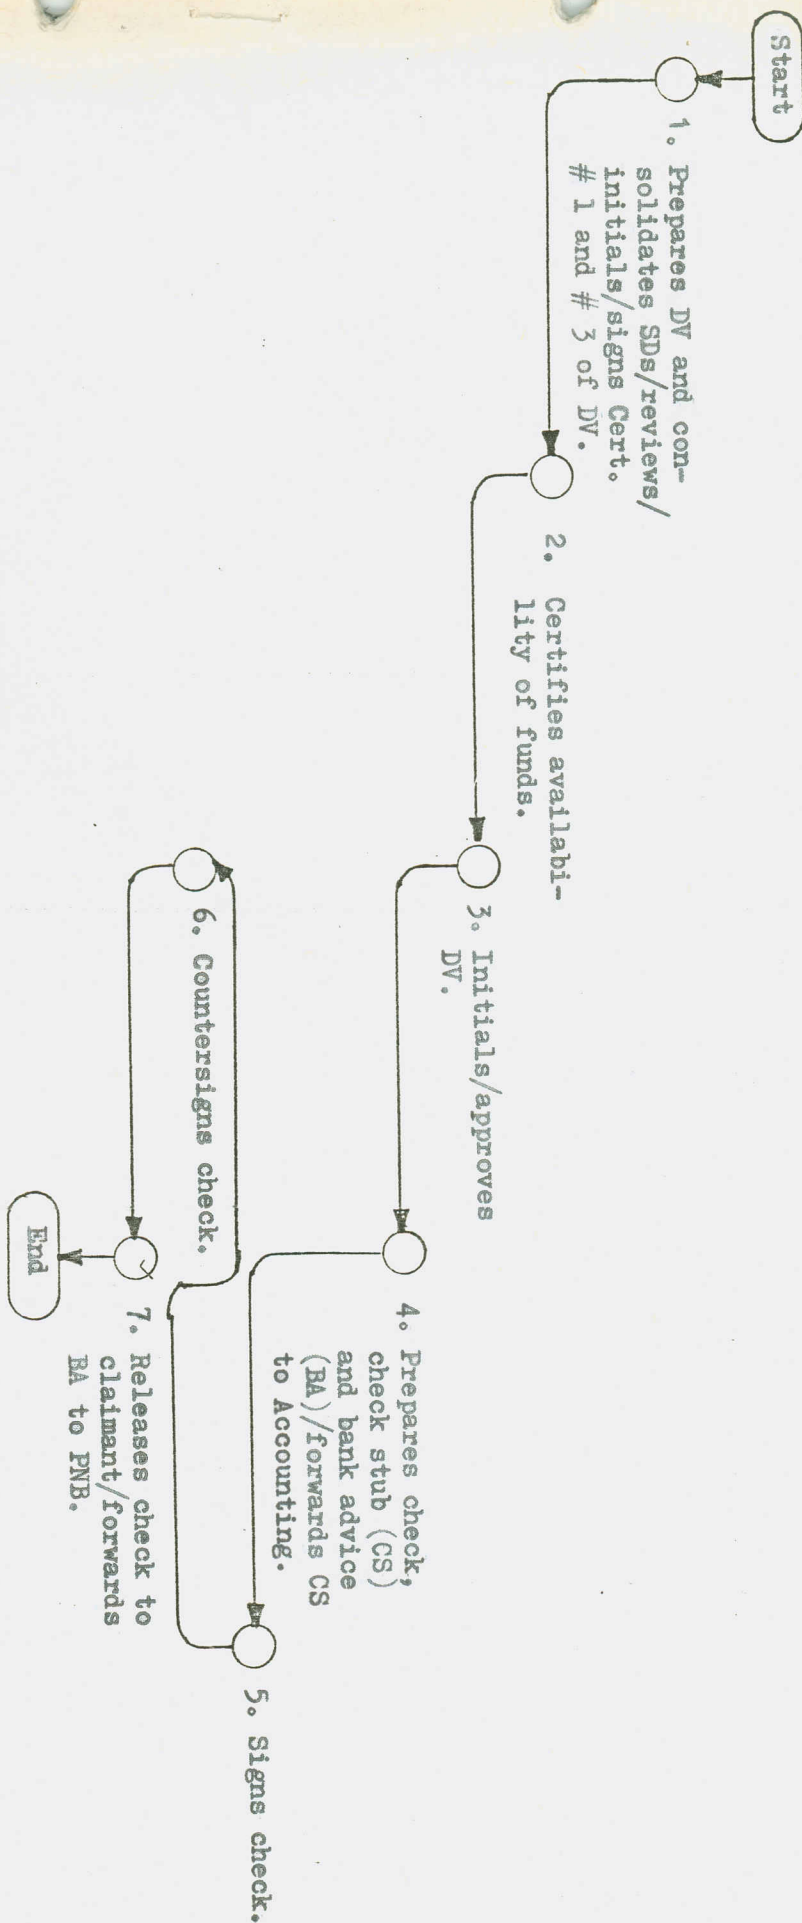 Start
1. Prepares DV and con-
solidates SDs/reviews/
initials/signs Cert.
# 1 and # 3 of DV.
2. Certifies availabi-
lity of funds.
3. Initials/approves
DV.
4. Prepares check,
check stub (CS)
and bank advice
(BA)/forwards CS
to Accounting.
5. Signs check.
6. Countersigns check.
7. Releases check to
claimant/forwards
BA to PNB.
End